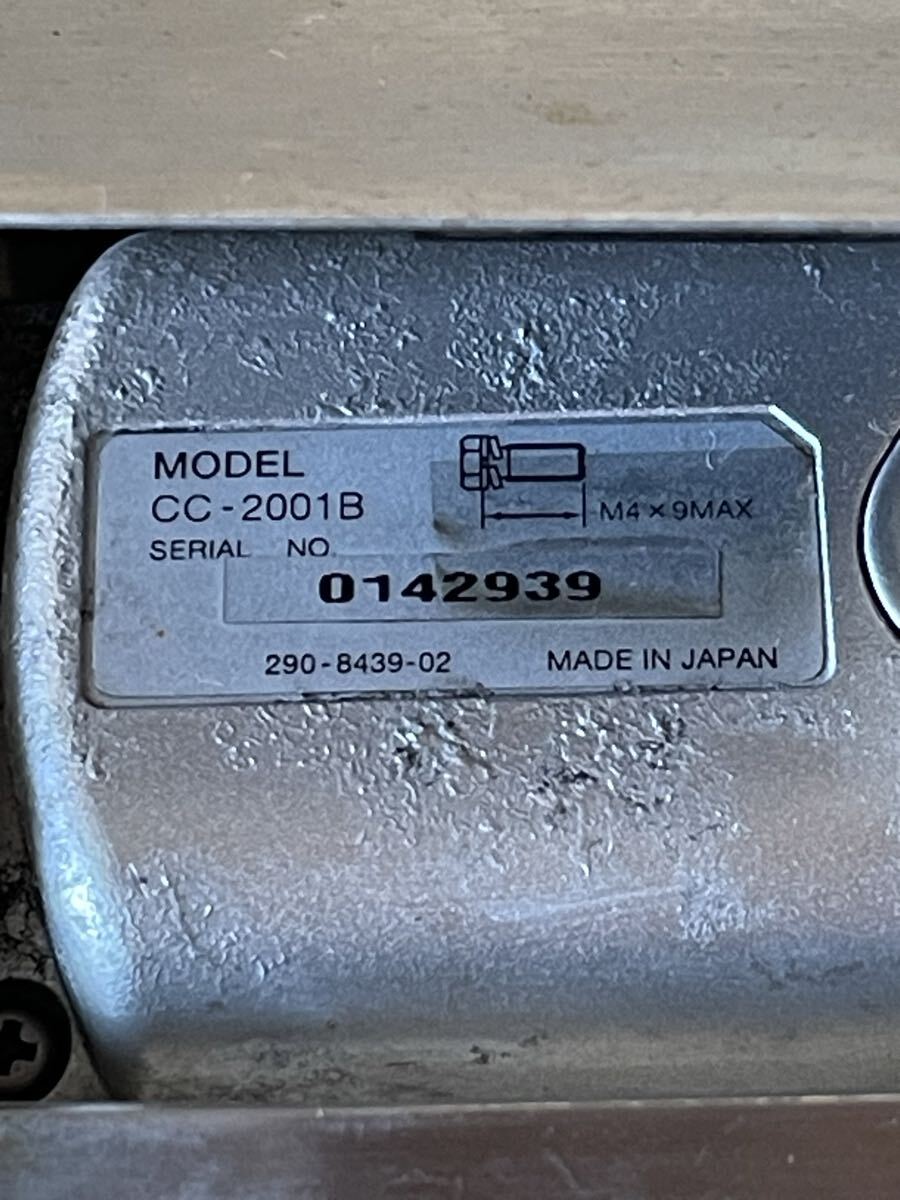 MODEL
CC-2001B
M4×9MAX
SERIAL NO.
0142939
290-8439-02 MADE IN JAPAN